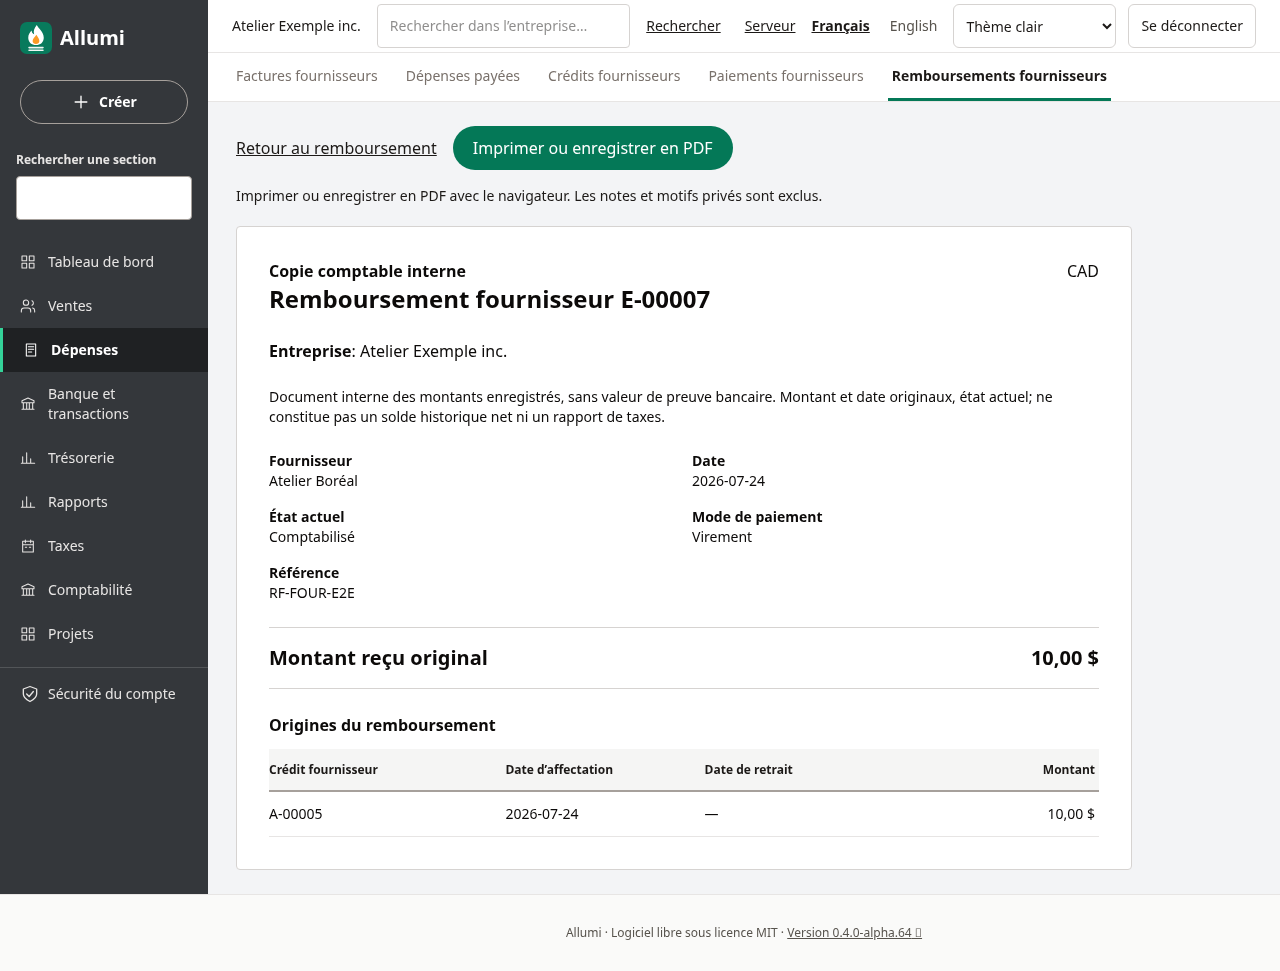 Allumi
Créer
Rechercher une section
Tableau de bord
Ventes
Dépenses
Banque et
transactions
Trésorerie
Rapports
Taxes
Comptabilité
Projets
Sécurité du compte
Atelier Exemple inc.
Rechercher dans l’entreprise…
Rechercher
Serveur
Français
English
Thème clair
Se déconnecter
Factures fournisseurs
Dépenses payées
Crédits fournisseurs
Paiements fournisseurs
Remboursements fournisseurs
Retour au remboursement
Imprimer ou enregistrer en PDF
Imprimer ou enregistrer en PDF avec le navigateur. Les notes et motifs privés sont exclus.
Copie comptable interne
CAD
Remboursement fournisseur E-00007
Entreprise: Atelier Exemple inc.
Document interne des montants enregistrés, sans valeur de preuve bancaire. Montant et date originaux, état actuel; ne
constitue pas un solde historique net ni un rapport de taxes.
Fournisseur
Atelier Boréal
Date
2026-07-24
État actuel
Comptabilisé
Mode de paiement
Virement
Référence
RF-FOUR-E2E
Montant reçu original 10,00 $
Origines du remboursement
Crédit fournisseur Date d’affectation Date de retrait Montant
A-00005 2026-07-24 — 10,00 $
Allumi · Logiciel libre sous licence MIT · Version 0.4.0-alpha.64